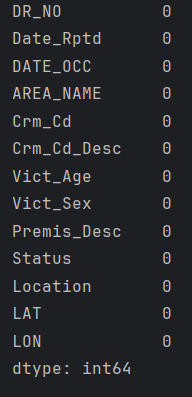 DR_NO 0
Date_Rptd 0
DATE_OCC 0
AREA_NAME 0
Crm_Cd 0
Crm_Cd_Desc 0
Vict_Age 0
Vict_Sex 0
Premis_Desc 0
Status 0
Location 0
LAT 0
LON 0
dtype: int64